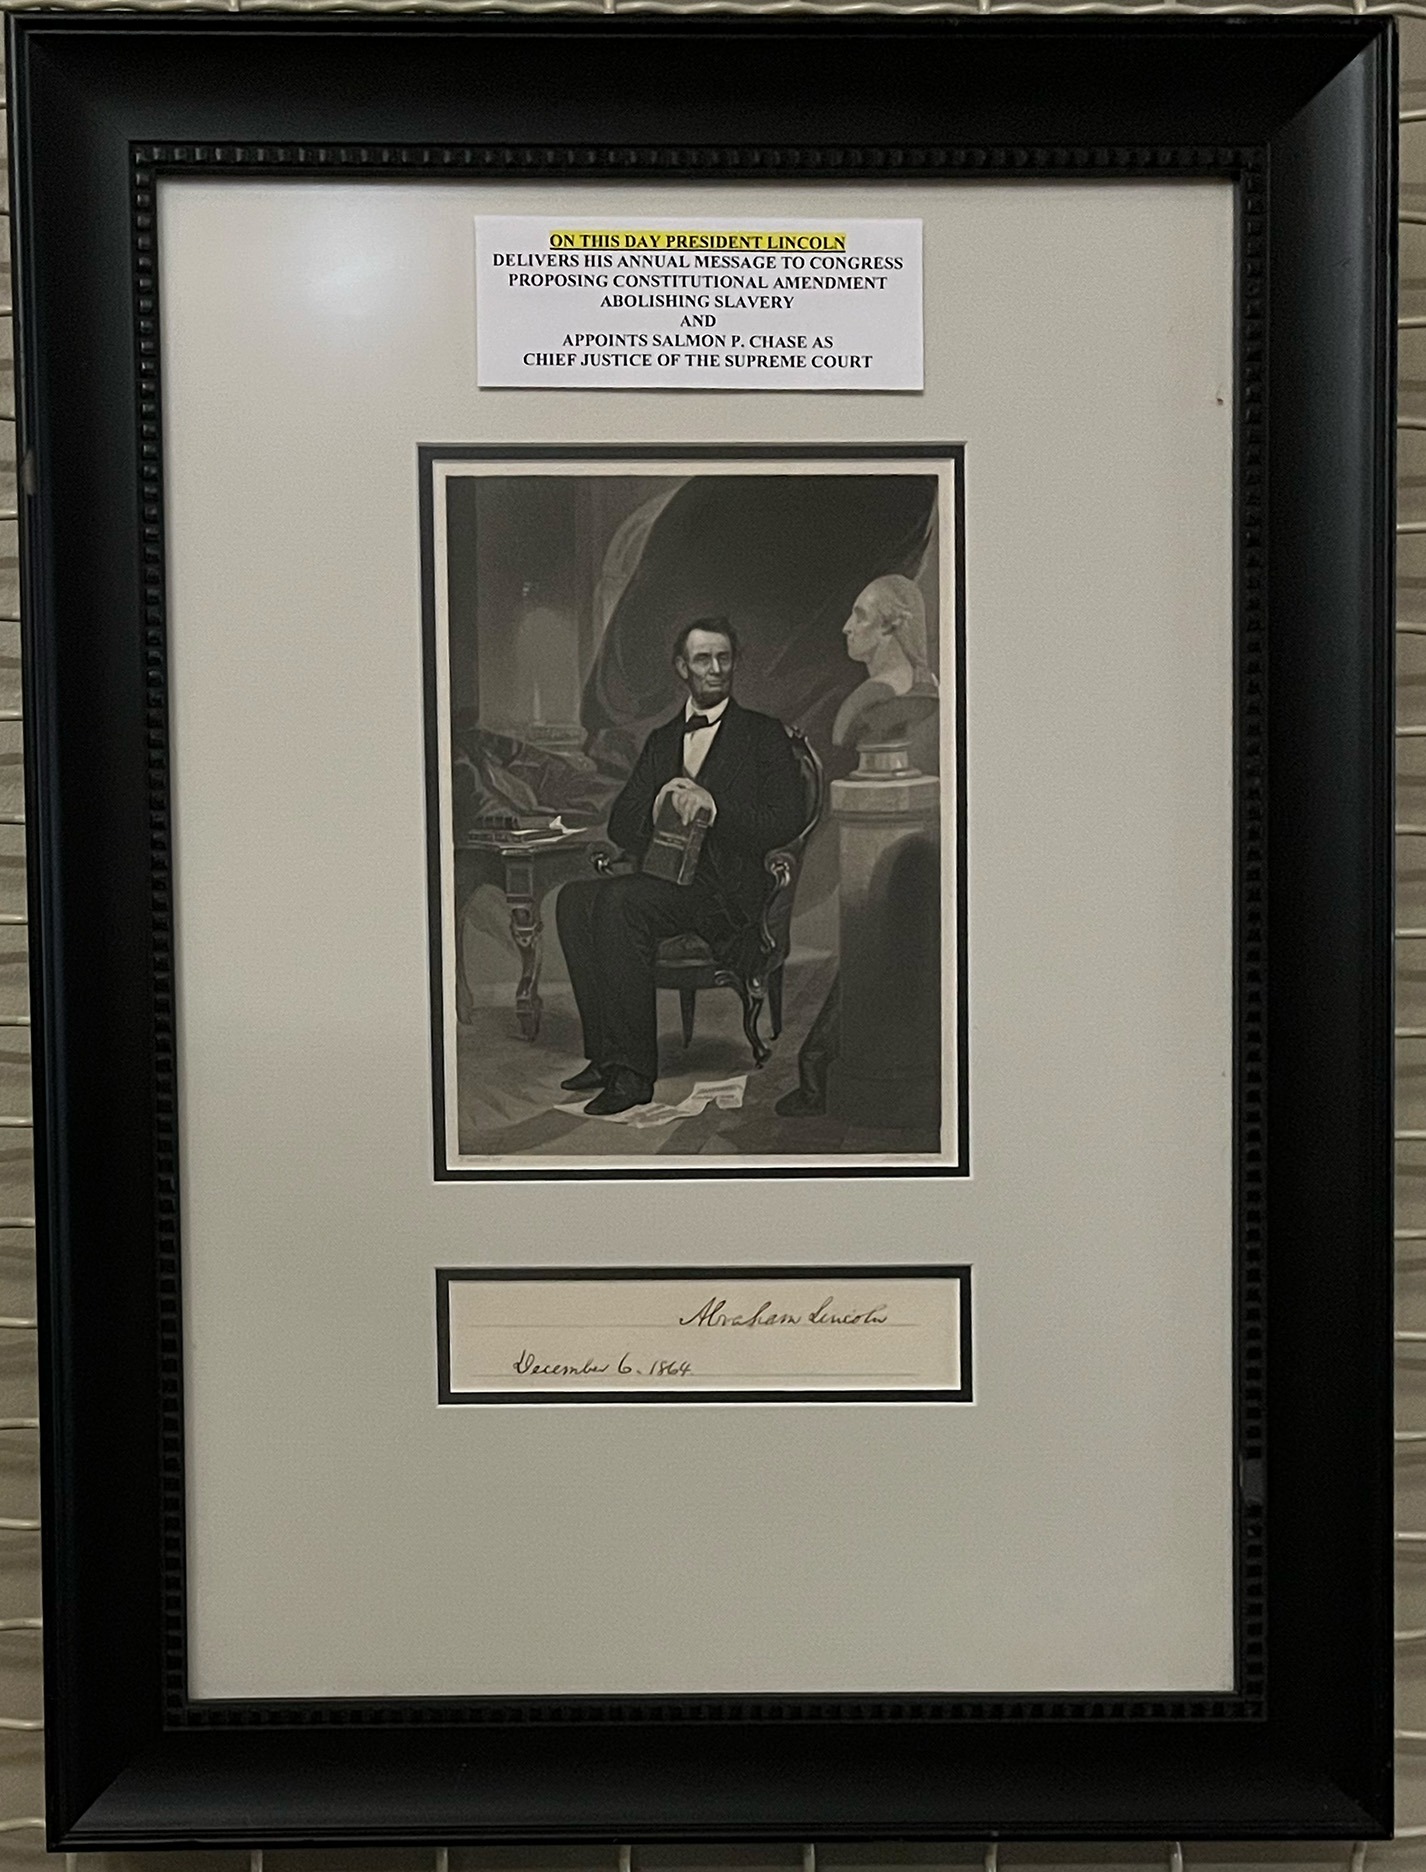 ON THIS DAY PRESIDENT LINCOLN
DELIVERS HIS ANNUAL MESSAGE TO CONGRESS
PROPOSING CONSTITUTIONAL AMENDMENT
ABOLISHING SLAVERY
AND
APPOINTS SALMON P. CHASE AS
CHIEF JUSTICE OF THE SUPREME COURT
Abraham Lincoln
December 6. 1864